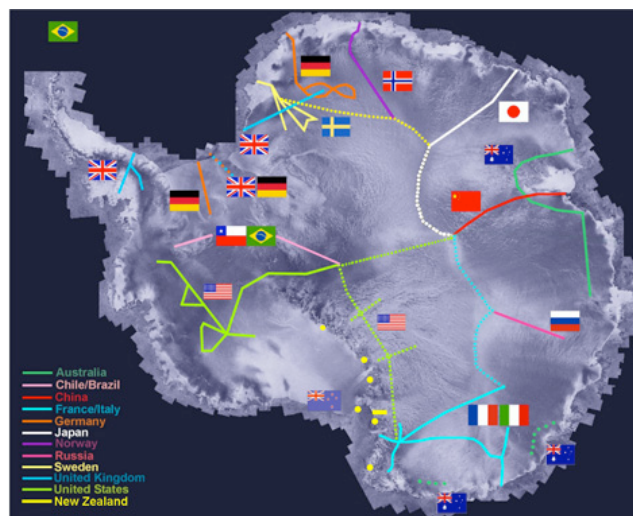 Australia
Chile/Brazil
China
France/Italy
Germany
Japan
Norway
Russia
Sweden
United Kingdom
United States
New Zealand